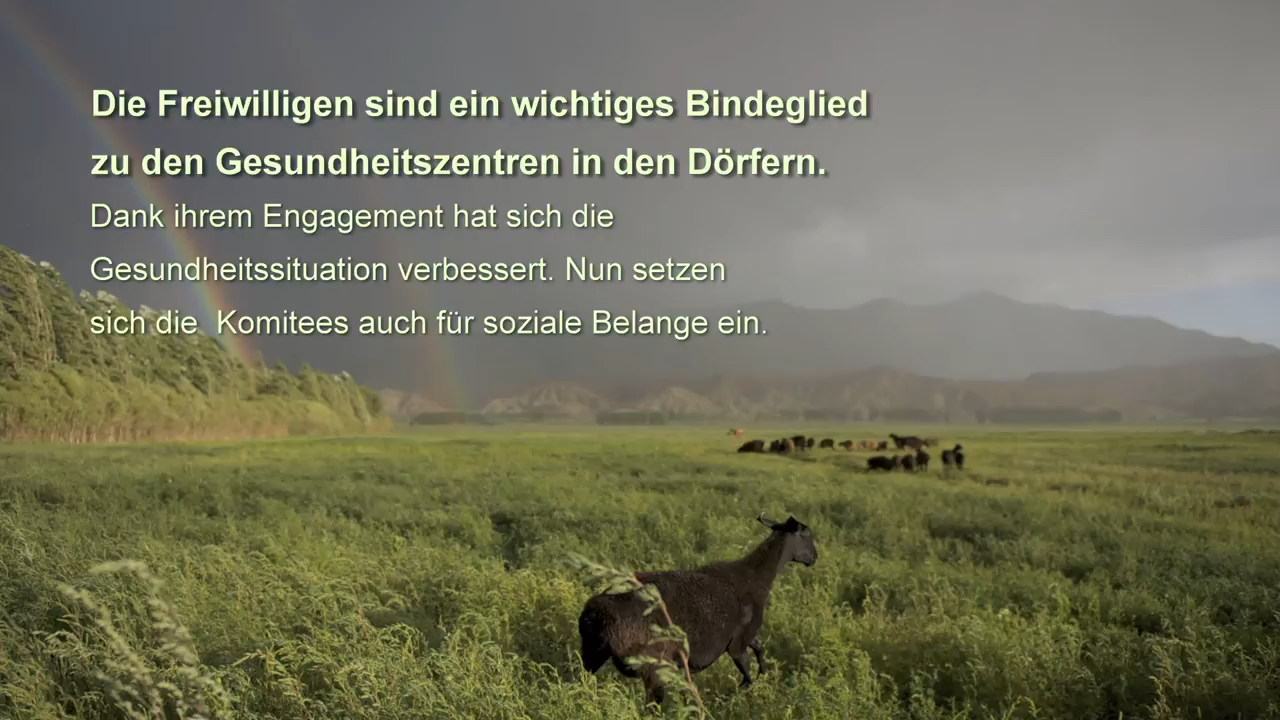 Die Freiwilligen sind ein wichtiges Bindeglied
zu den Gesundheitszentren in den Dörfern.
Dank ihrem Engagement hat sich die
Gesundheitssituation verbessert. Nun setzen
sich die  Komitees auch für soziale Belange ein.